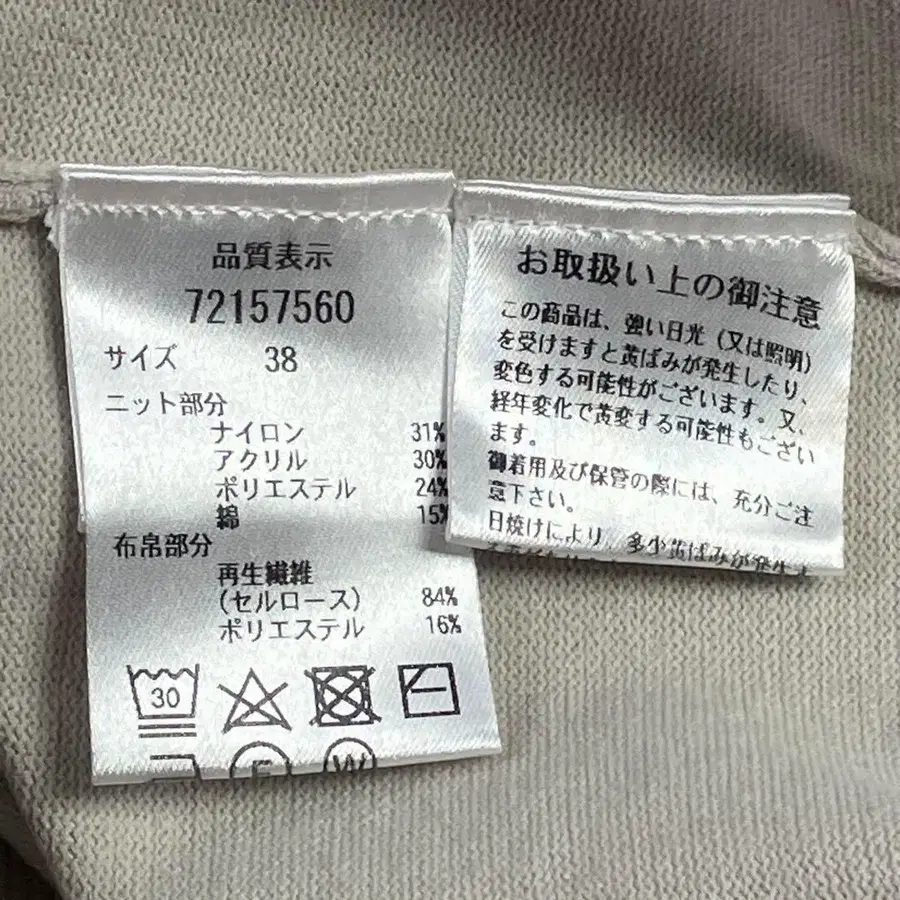 品質表示
72157560
サイズ 38
ニット部分
ナイロン 31%
アクリル 30%
ポリエステル 24%
綿 15%
布帛部分
再生繊維
(セルロース) 84%
ポリエステル 16%
30
F W
お取扱い上の御注意
この商品は、強い日光(又は照明)
を受けますと黄ばみが発生したり、
変色する可能性がございます。又、
経年変化で黄変する可能性もござい
ます。
御着用及び保管の際には、充分ご注
意下さい。
日焼けにより、多少黄ばみが発生